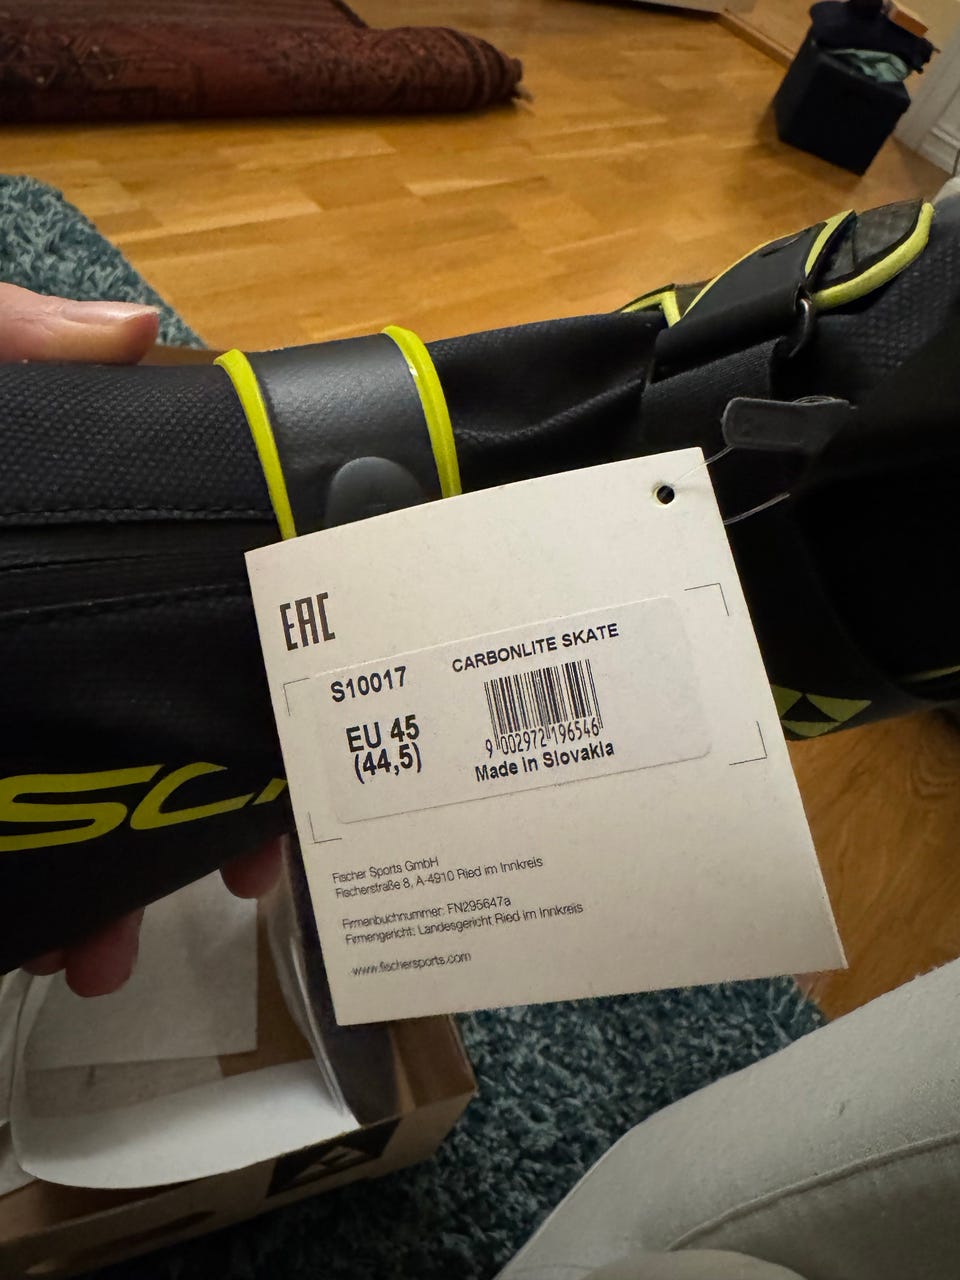 EAC
S10017
CARBONLITE SKATE
EU 45
(44,5)
9 002972 196546
Made in Slovakia
Fischer Sports GmbH
Fischerstraße 8, A-4910 Ried im Innkreis
Firmenbuchnummer: FN295647a
Firmengericht: Landesgericht Ried im Innkreis
www.fischersports.com